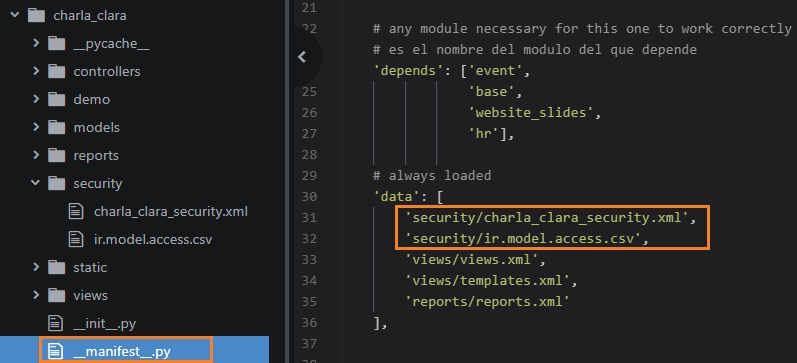 charla_clara
__pycache__
controllers
demo
models
reports
security
charla_clara_security.xml
ir.model.access.csv
static
views
__init__.py
__manifest__.py
21
22 # any module necessary for this one to work correctly
# es el nombre del modulo del que depende
'depends': ['event',
25 'base',
26 'website_slides',
27 'hr'],
28
29 # always loaded
30 'data': [
31 'security/charla_clara_security.xml',
32 'security/ir.model.access.csv',
33 'views/views.xml',
34 'views/templates.xml',
35 'reports/reports.xml'
36 ],
37